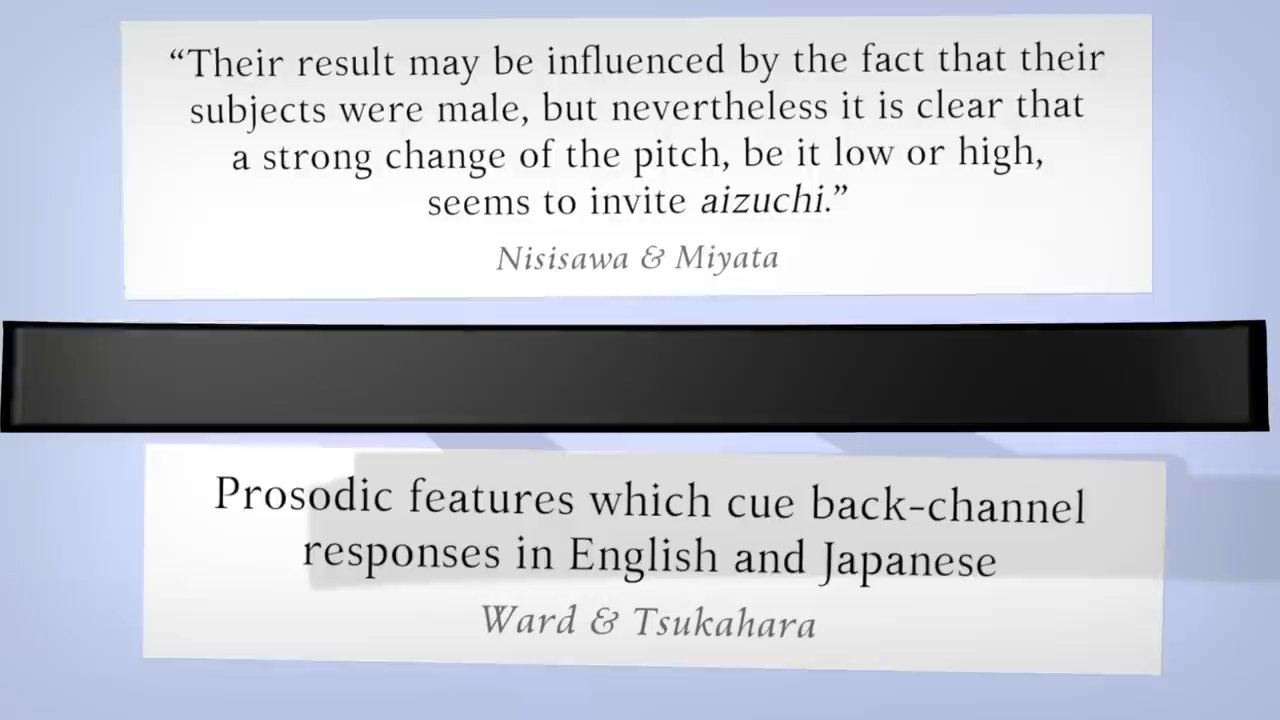 “Their result may be influenced by the fact that their
subjects were male, but nevertheless it is clear that
a strong change of the pitch, be it low or high,
seems to invite aizuchi.”
Nisisawa & Miyata
Prosodic features which cue back-channel
responses in English and Japanese
Ward & Tsukahara